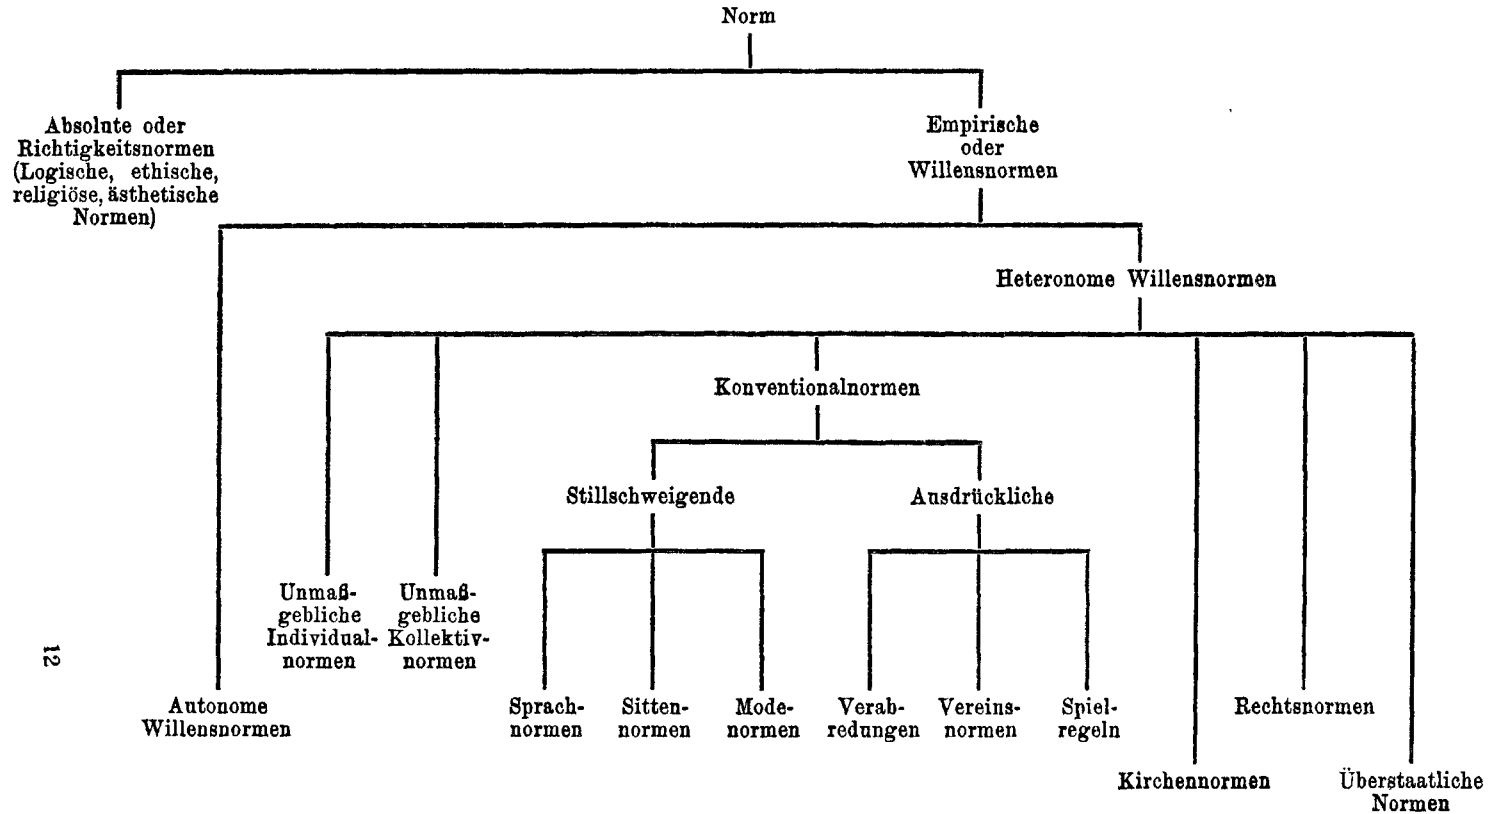 Norm
Absolute oder
Richtigkeitsnormen
(Logische, ethische,
religiöse, ästhetische
Normen)
Empirische
oder
Willensnormen
Heteronome Willensnormen
Konventionalnormen
Stillschweigende
Ausdrückliche
Unmaß-
gebliche
Individual-
normen
Unmaß-
gebliche
Kollektiv-
normen
12
Autonome
Willensnormen
Sprach-
normen
Sitten-
normen
Mode-
normen
Verab-
redungen
Vereins-
normen
Spiel-
regeln
Rechtsnormen
Kirchennormen
Überstaatliche
Normen